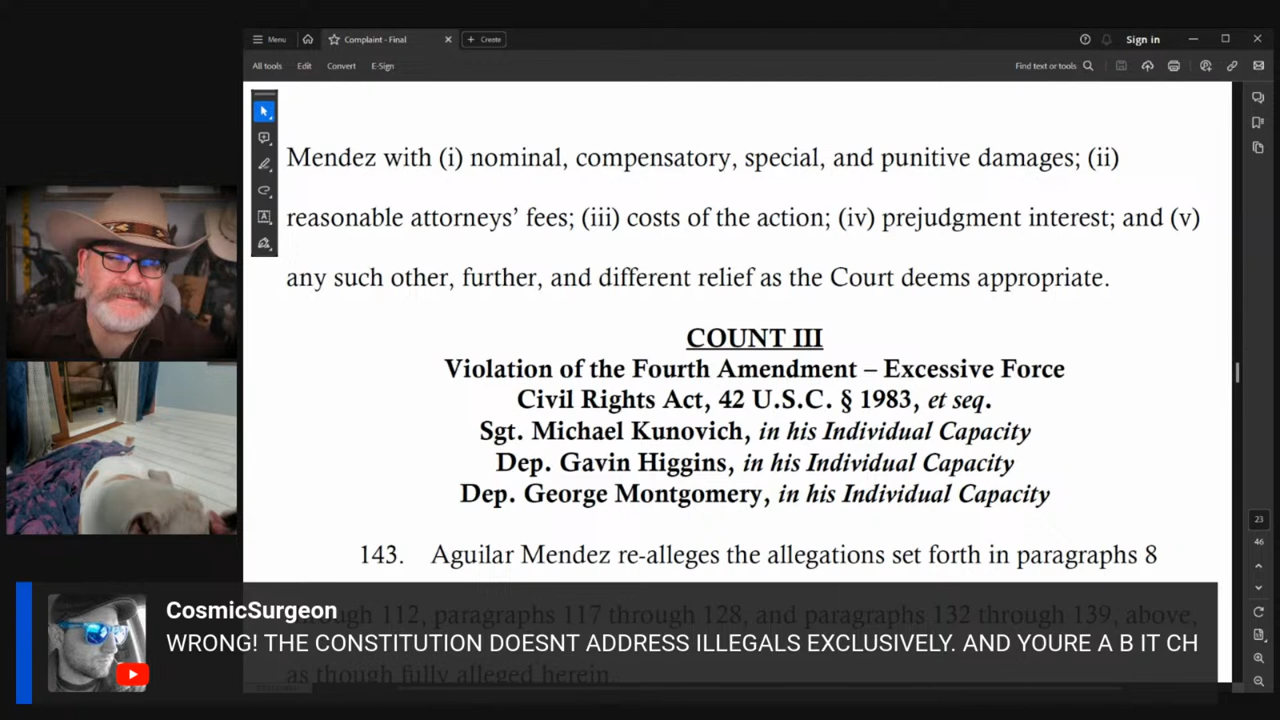 Menu
Complaint - Final
Create
Sign in
All tools Edit Convert E-Sign
Find text or tools
Mendez with (i) nominal, compensatory, special, and punitive damages; (ii)
reasonable attorneys’ fees; (iii) costs of the action; (iv) prejudgment interest; and (v)
any such other, further, and different relief as the Court deems appropriate.
COUNT III
Violation of the Fourth Amendment – Excessive Force
Civil Rights Act, 42 U.S.C. § 1983, et seq.
Sgt. Michael Kunovich, in his Individual Capacity
Dep. Gavin Higgins, in his Individual Capacity
Dep. George Montgomery, in his Individual Capacity
23
46
143. Aguilar Mendez re-alleges the allegations set forth in paragraphs 8
through 112, paragraphs 117 through 128, and paragraphs 132 through 139, above,
as though fully alleged herein.
CosmicSurgeon
WRONG! THE CONSTITUTION DOESNT ADDRESS ILLEGALS EXCLUSIVELY. AND YOURE A B IT CH